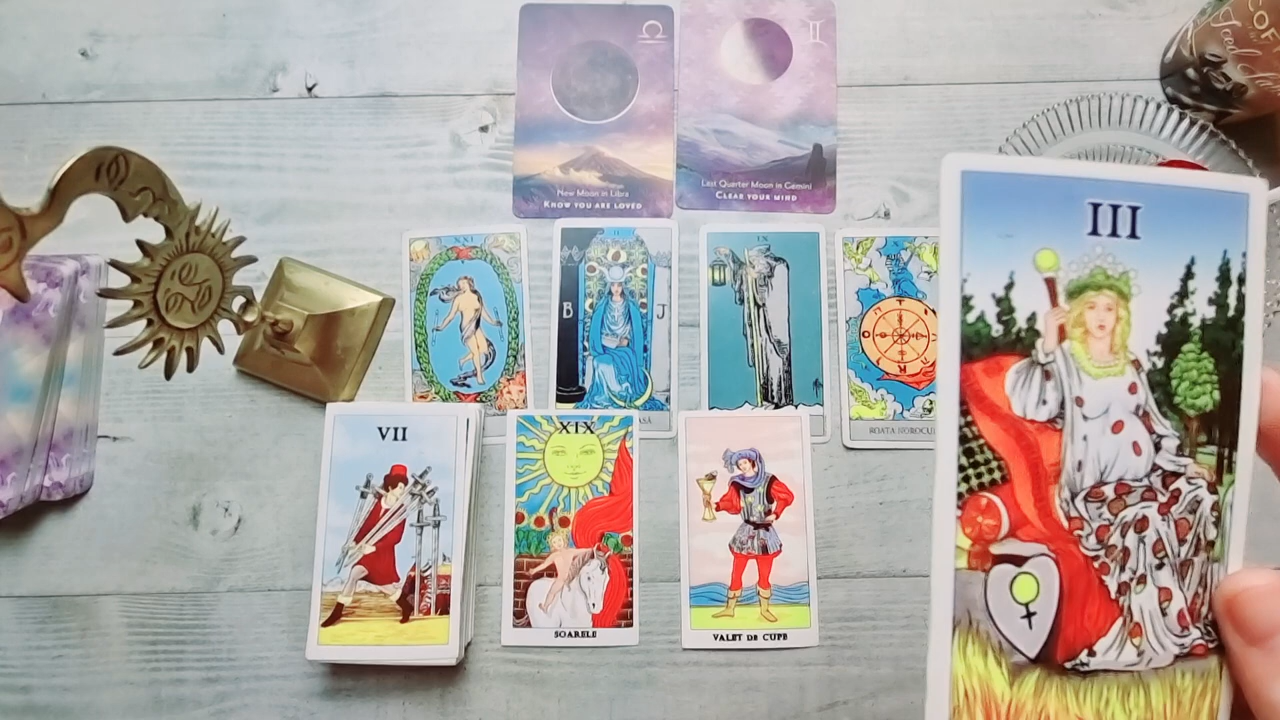 New Moon in Libra
KNOW YOU ARE LOVED
Last Quarter Moon in Gemini
CLEAR YOUR MIND
XXI
II
B J
IX
ROATA NOROCU
III
VII
XIX
SOARELE
VALET DE CUPE